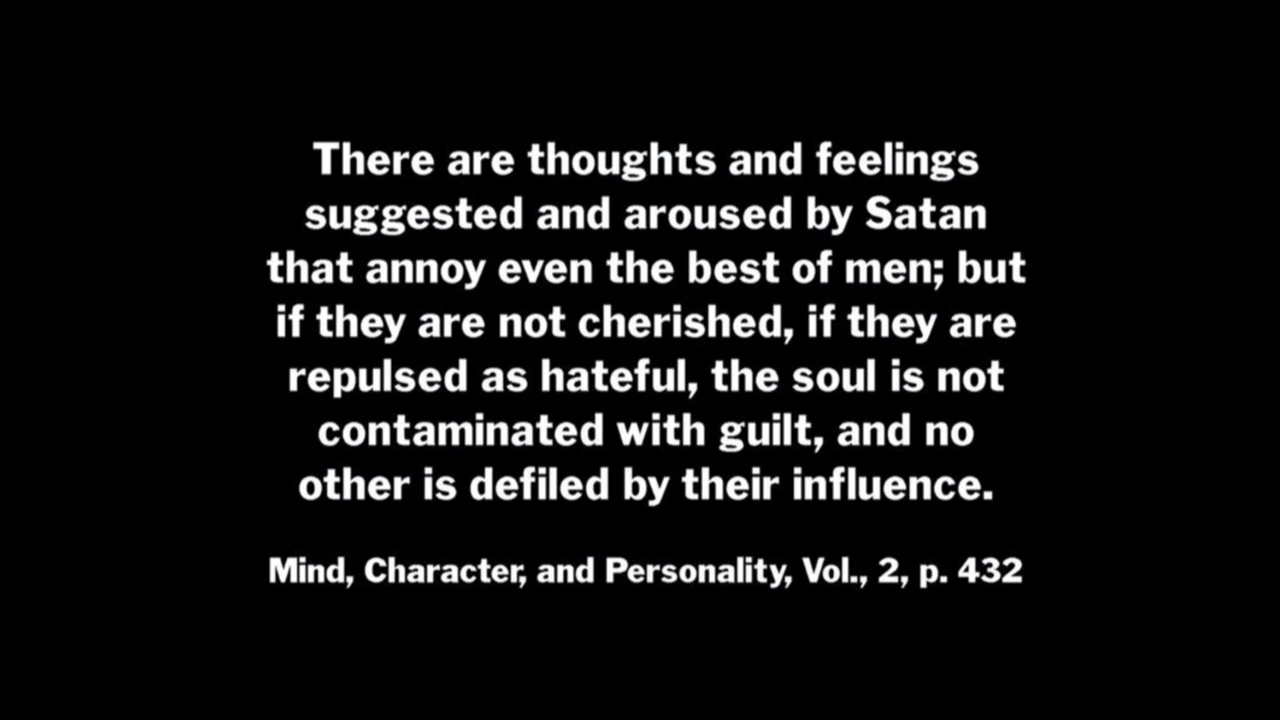 There are thoughts and feelings
suggested and aroused by Satan
that annoy even the best of men; but
if they are not cherished, if they are
repulsed as hateful, the soul is not
contaminated with guilt, and no
other is defiled by their influence.
Mind, Character, and Personality, Vol., 2, p. 432